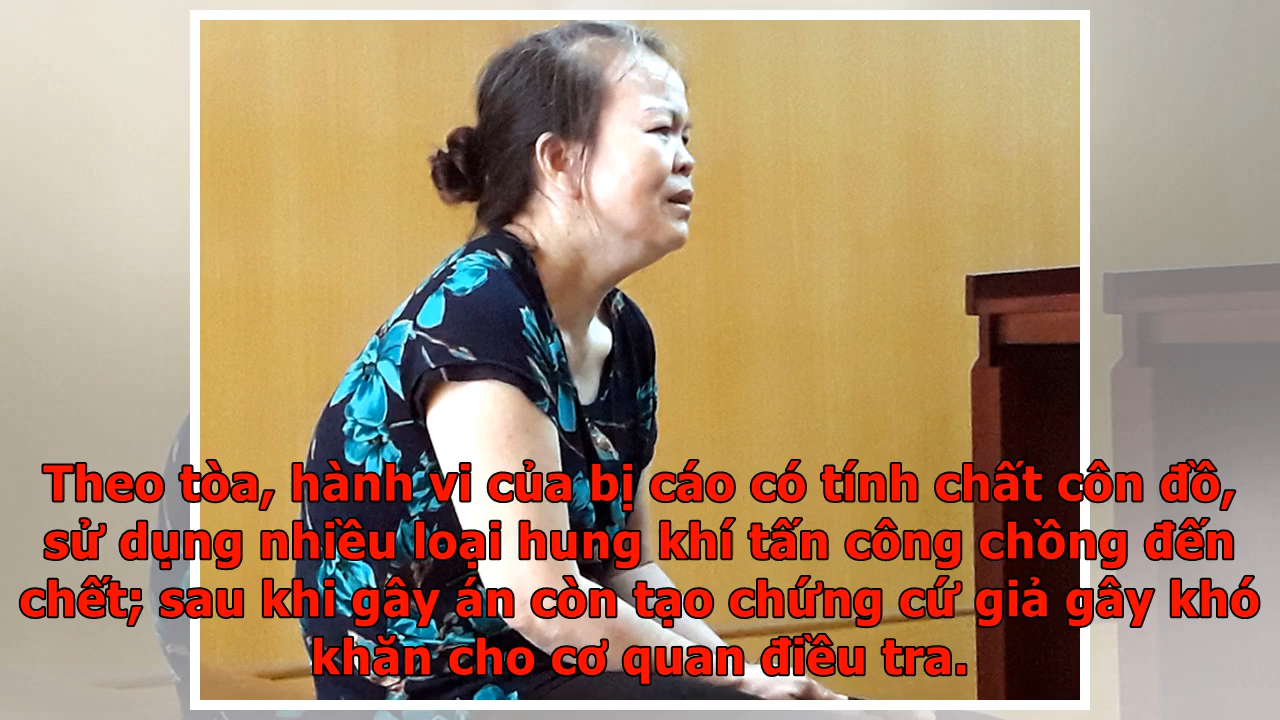 Theo tòa, hành vi của bị cáo có tính chất côn đồ,
sử dụng nhiều loại hung khí tấn công chồng đến
chết; sau khi gây án còn tạo chứng cứ giả gây khó
khăn cho cơ quan điều tra.